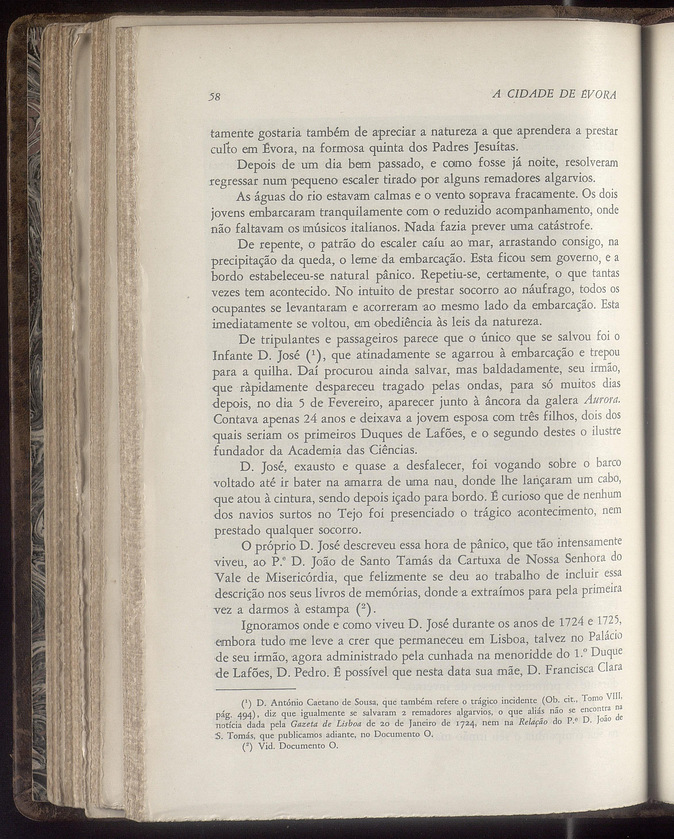 58
A CIDADE DE ÉVORA
tamente gostaria também de apreciar a natureza a que aprendera a prestar
culto em Évora, na formosa quinta dos Padres Jesuítas.
Depois de um dia bem passado, e como fosse já noite, resolveram
regressar num pequeno escaler tirado por alguns remadores algarvios.
As águas do rio estavam calmas e o vento soprava fracamente. Os dois
jovens embarcaram tranquilamente com o reduzido acompanhamento, onde
não faltavam os músicos italianos. Nada fazia prever uma catástrofe.
De repente, o patrão do escaler caíu ao mar, arrastando consigo, na
precipitação da queda, o leme da embarcação. Esta ficou sem governo, e a
bordo estabeleceu-se natural pânico. Repetiu-se, certamente, o que tantas
vezes tem acontecido. No intuito de prestar socorro ao náufrago, todos os
ocupantes se levantaram e acorreram ao mesmo lado da embarcação. Esta
imediatamente se voltou, em obediência às leis da natureza.
De tripulantes e passageiros parece que o único que se salvou foi o
Infante D. José (¹), que atinadamente se agarrou à embarcação e trepou
para a quilha. Daí procurou ainda salvar, mas baldadamente, seu irmão,
que ràpidamente despareceu tragado pelas ondas, para só muitos dias
depois, no dia 5 de Fevereiro, aparecer junto à âncora da galera Aurora.
Contava apenas 24 anos e deixava a jovem esposa com três filhos, dois dos
quais seriam os primeiros Duques de Lafões, e o segundo destes o ilustre
fundador da Academia das Ciências.
D. José, exausto e quase a desfalecer, foi vogando sobre o barco
voltado até ir bater na amarra de uma nau, donde lhe lançaram um cabo,
que atou à cintura, sendo depois içado para bordo. É curioso que de nenhum
dos navios surtos no Tejo foi presenciado o trágico acontecimento, nem
prestado qualquer socorro.
O próprio D. José descreveu essa hora de pânico, que tão intensamente
viveu, ao P.ᵉ D. João de Santo Tamás da Cartuxa de Nossa Senhora do
Vale de Misericórdia, que felizmente se deu ao trabalho de incluir essa
descrição nos seus livros de memórias, donde a extraímos para pela primeira
vez a darmos à estampa (²).
Ignoramos onde e como viveu D. José durante os anos de 1724 e 1725,
embora tudo me leve a crer que permaneceu em Lisboa, talvez no Palácio
de seu irmão, agora administrado pela cunhada na menoridde do 1.º Duque
de Lafões, D. Pedro. É possível que nesta data sua mãe, D. Francisca Clara
(¹) D. António Caetano de Sousa, que também refere o trágico incidente (Ob. cit., Tomo VIII,
pág. 494), diz que igualmente se salvaram 2 remadores algarvios, o que aliás não se encontra na
notícia dada pela Gazeta de Lisboa de 20 de Janeiro de 1724, nem na Relação do P.ᵉ D. João de
S. Tomás, que publicamos adiante, no Documento O.
(²) Vid. Documento O.